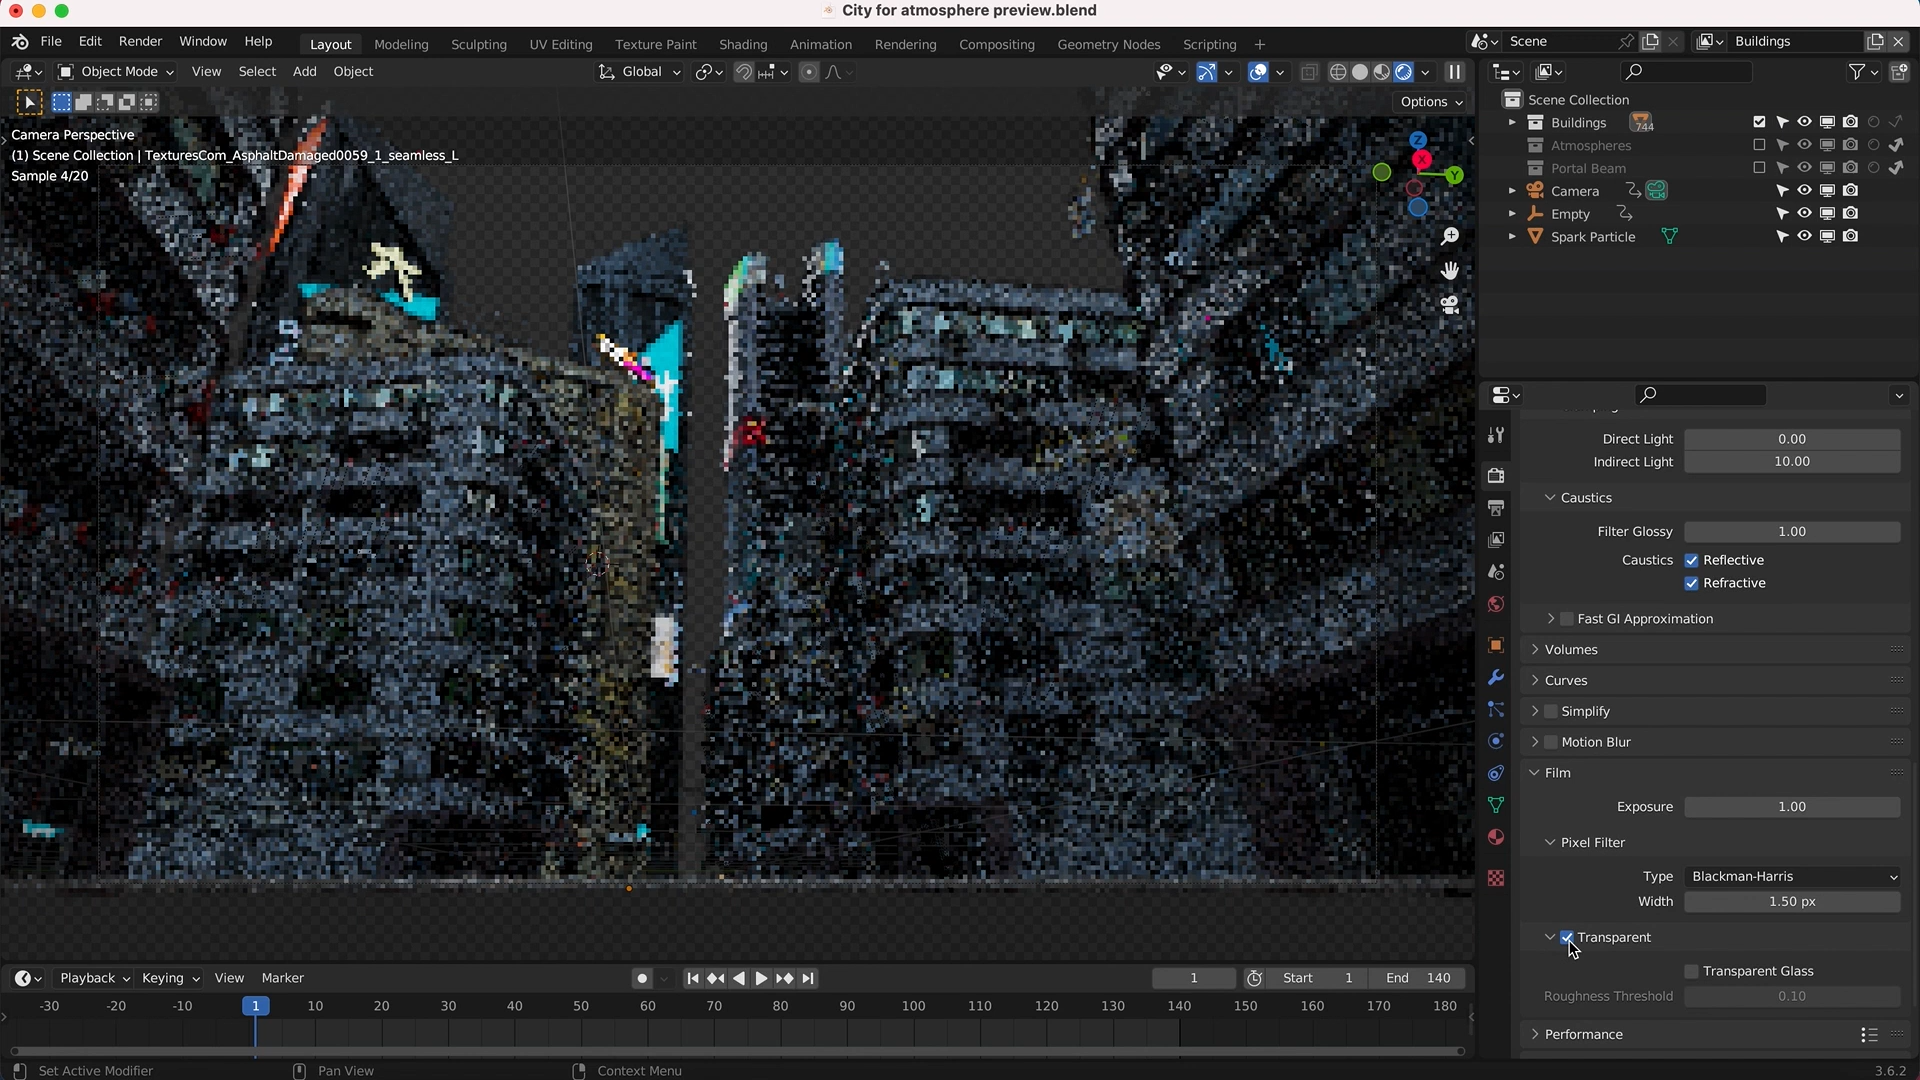 City for atmosphere preview.blend
File Edit Render Window Help Layout Modeling Sculpting UV Editing Texture Paint Shading Animation Rendering Compositing Geometry Nodes Scripting + Scene Buildings
Object Mode View Select Add Object Global
Options
Camera Perspective
(1) Scene Collection | TexturesCom_AsphaltDamaged0059_1_seamless_L
Sample 4/20
Z
X
Y
Scene Collection
Buildings 744
Atmospheres
Portal Beam
Camera
Empty
Spark Particle
Direct Light 0.00
Indirect Light 10.00
Caustics
Filter Glossy 1.00
Caustics Reflective
Refractive
Fast GI Approximation
Volumes
Curves
Simplify
Motion Blur
Film
Exposure 1.00
Pixel Filter
Type Blackman-Harris
Width 1.50 px
Transparent
Transparent Glass
Roughness Threshold 0.10
Performance
Playback Keying View Marker 1 Start 1 End 140
-30 -20 -10 1 10 20 30 40 50 60 70 80 90 100 110 120 130 140 150 160 170 180
Set Active Modifier Pan View Context Menu 3.6.2